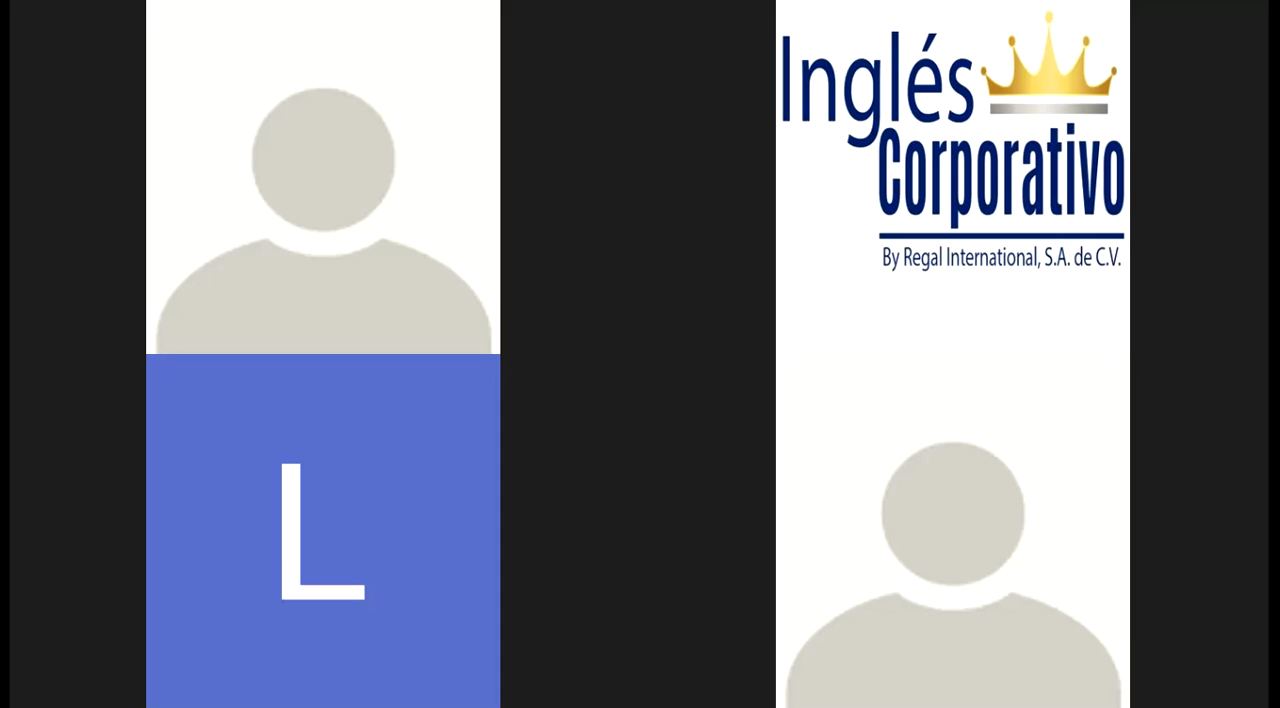 Inglés
Corporativo
By Regal International, S.A. de C.V.
L